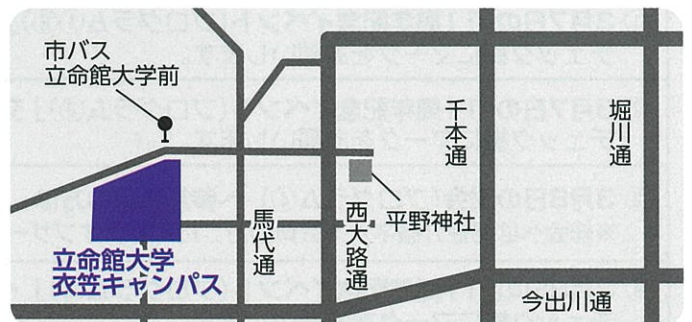 市バス
立命館大学前
千本通
堀川通
馬代通
西大路通
平野神社
立命館大学
衣笠キャンパス
今出川通